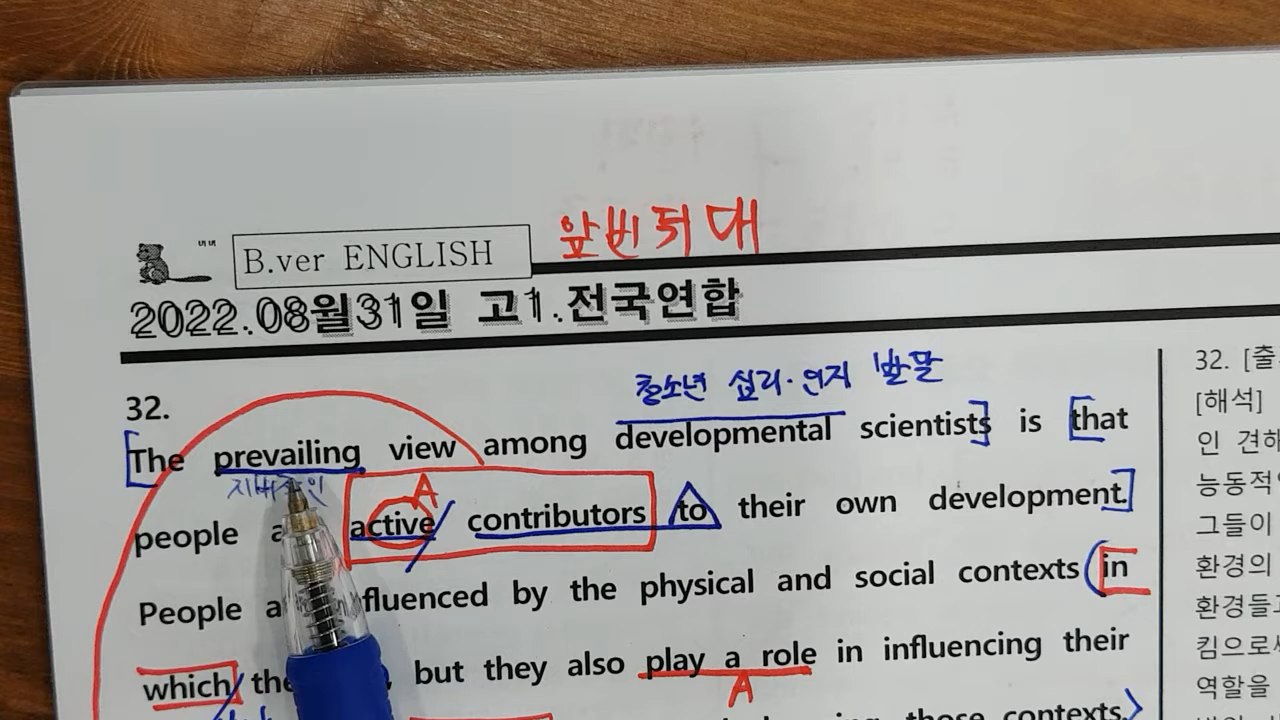 앞비뒤대
B.ver ENGLISH
2022.08월31일 고1.전국연합
청소년 심리·인지 발달
32.
The prevailing view among developmental scientists is that
지배적인
people active contributors to their own development.
A
People fluenced by the physical and social contexts in
which but they also play a role in influencing their
A
those contexts.
32. [출
[해석]
인 견해
능동적
그들이
환경의
환경들
킴으로써
역할을